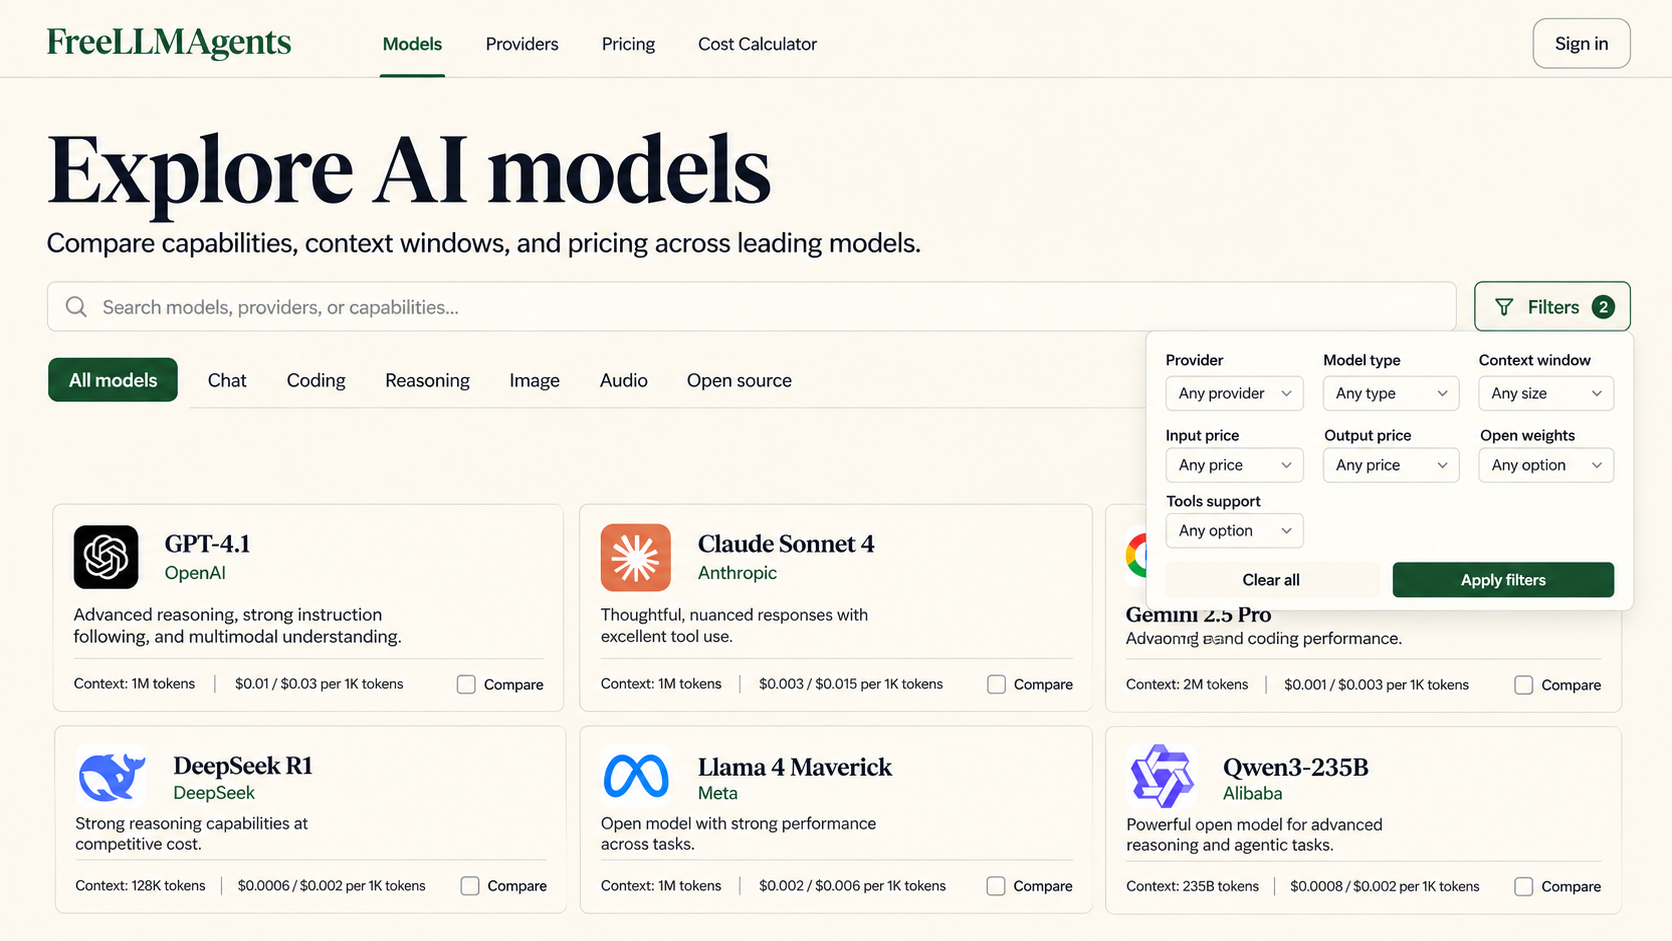 FreeLLMAgents
Models
Providers
Pricing
Cost Calculator
Sign in
Explore AI models
Compare capabilities, context windows, and pricing across leading models.
Search models, providers, or capabilities...
Filters 2
All models
Chat
Coding
Reasoning
Image
Audio
Open source
Provider
Model type
Context window
Any provider
Any type
Any size
Input price
Output price
Open weights
Any price
Any price
Any option
Tools support
Any option
Clear all
Apply filters
GPT-4.1
OpenAI
Advanced reasoning, strong instruction
following, and multimodal understanding.
Context: 1M tokens | $0.01 / $0.03 per 1K tokens
Compare
Claude Sonnet 4
Anthropic
Thoughtful, nuanced responses with
excellent tool use.
Context: 1M tokens | $0.003 / $0.015 per 1K tokens
Compare
Gemini 2.5 Pro
and coding performance.
Context: 2M tokens | $0.001 / $0.003 per 1K tokens
Compare
DeepSeek R1
DeepSeek
Strong reasoning capabilities at
competitive cost.
Context: 128K tokens | $0.0006 / $0.002 per 1K tokens
Compare
Llama 4 Maverick
Meta
Open model with strong performance
across tasks.
Context: 1M tokens | $0.002 / $0.006 per 1K tokens
Compare
Qwen3-235B
Alibaba
Powerful open model for advanced
reasoning and agentic tasks.
Context: 235B tokens | $0.0008 / $0.002 per 1K tokens
Compare